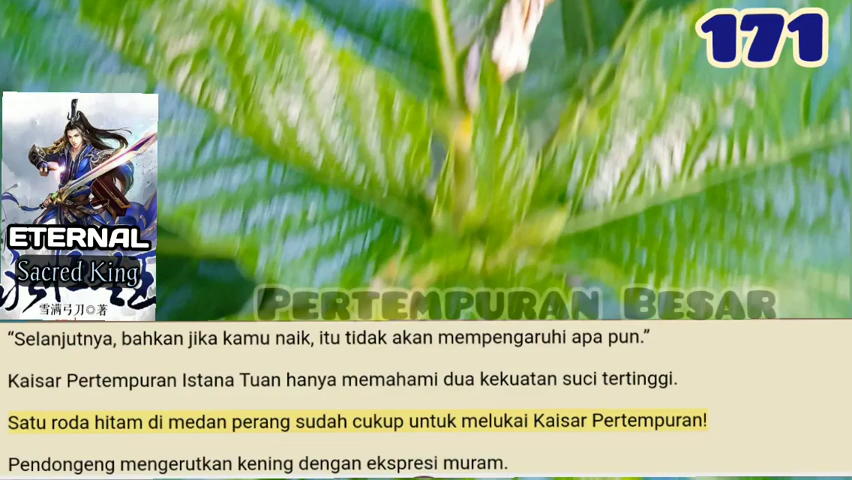 171
ETERNAL
Sacred King
雪满弓刀◎著
PERTEMPURAN BESAR
“Selanjutnya, bahkan jika kamu naik, itu tidak akan mempengaruhi apa pun.”
Kaisar Pertempuran Istana Tuan hanya memahami dua kekuatan suci tertinggi.
Satu roda hitam di medan perang sudah cukup untuk melukai Kaisar Pertempuran!
Pendongeng mengerutkan kening dengan ekspresi muram.